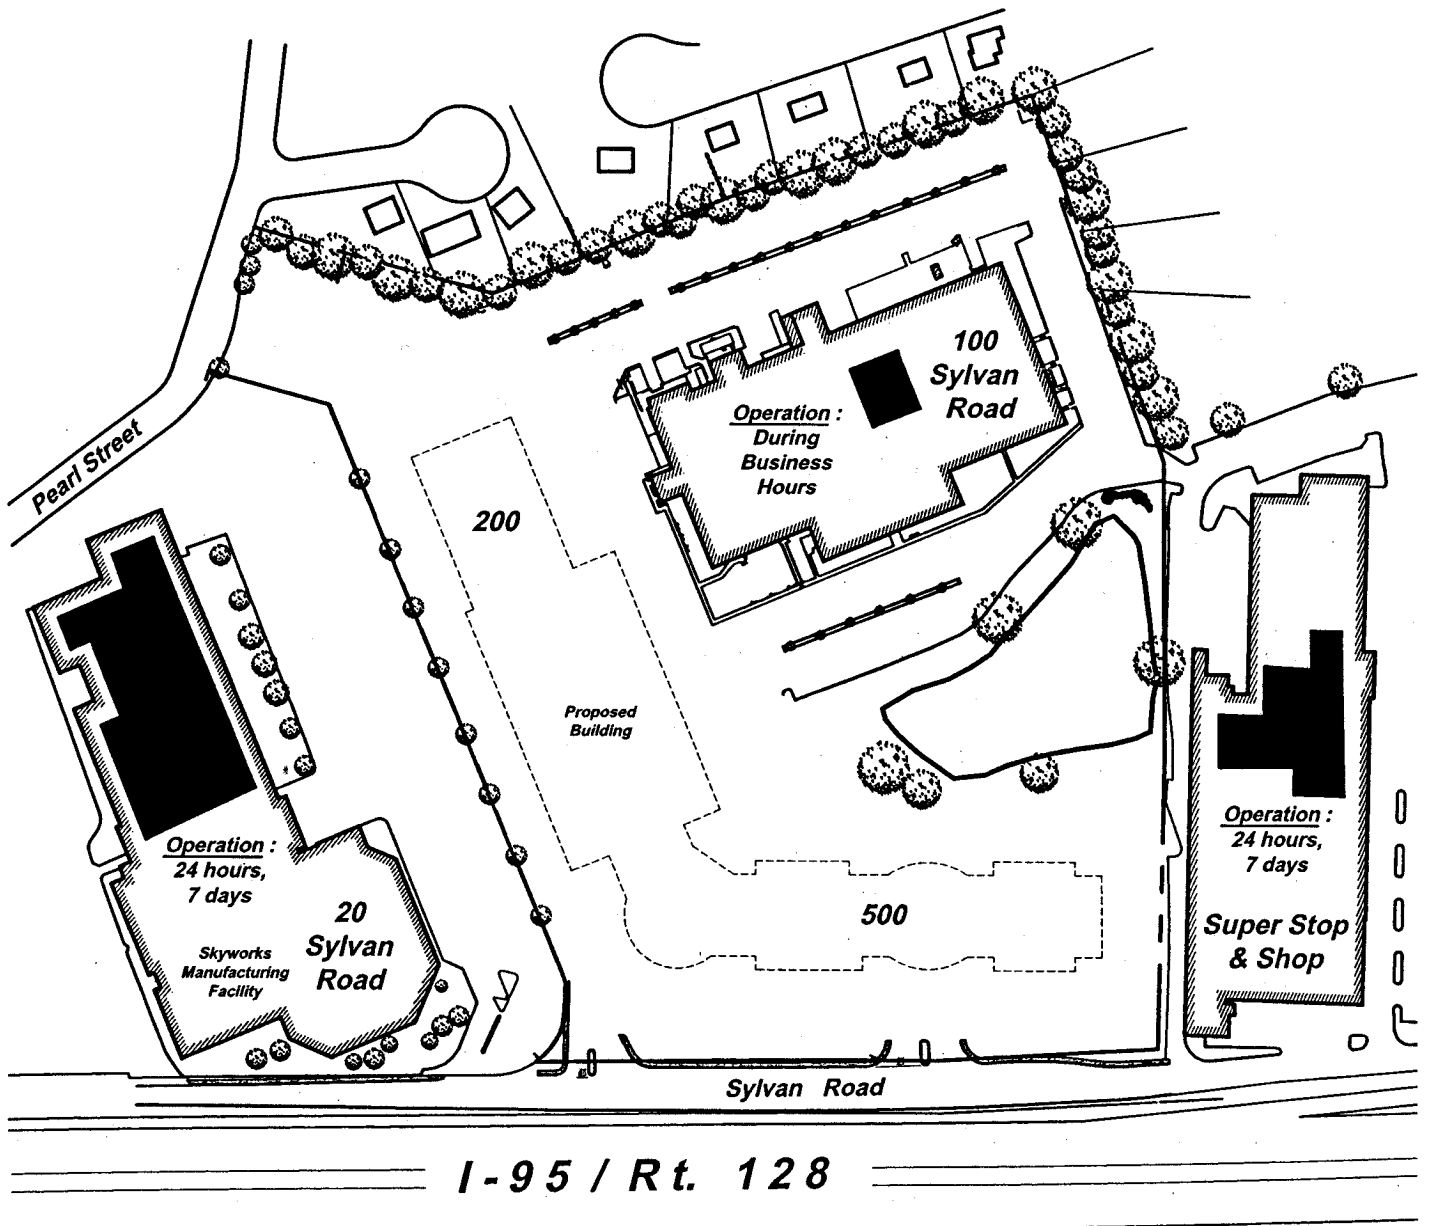 100
Sylvan
Road
Operation :
During
Business
Hours
Pearl Street
200
Proposed
Building
Operation :
24 hours,
7 days
20
Sylvan
Road
Skyworks
Manufacturing
Facility
500
Operation :
24 hours,
7 days
Super Stop
& Shop
Sylvan Road
I-95 / Rt. 128